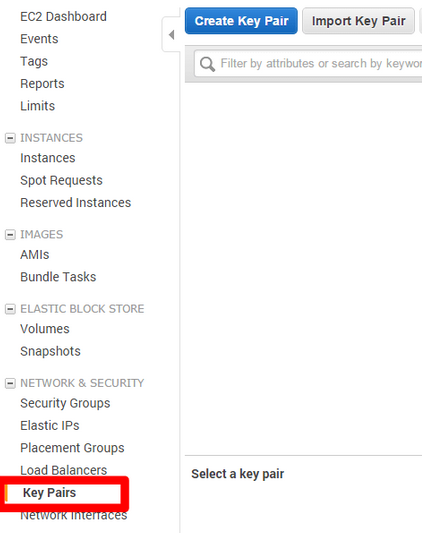 EC2 Dashboard
Events
Tags
Reports
Limits
INSTANCES
Instances
Spot Requests
Reserved Instances
IMAGES
AMIs
Bundle Tasks
ELASTIC BLOCK STORE
Volumes
Snapshots
NETWORK & SECURITY
Security Groups
Elastic IPs
Placement Groups
Load Balancers
Key Pairs
Network Interfaces
Create Key Pair Import Key Pair
Filter by attributes or search by keywor
Select a key pair